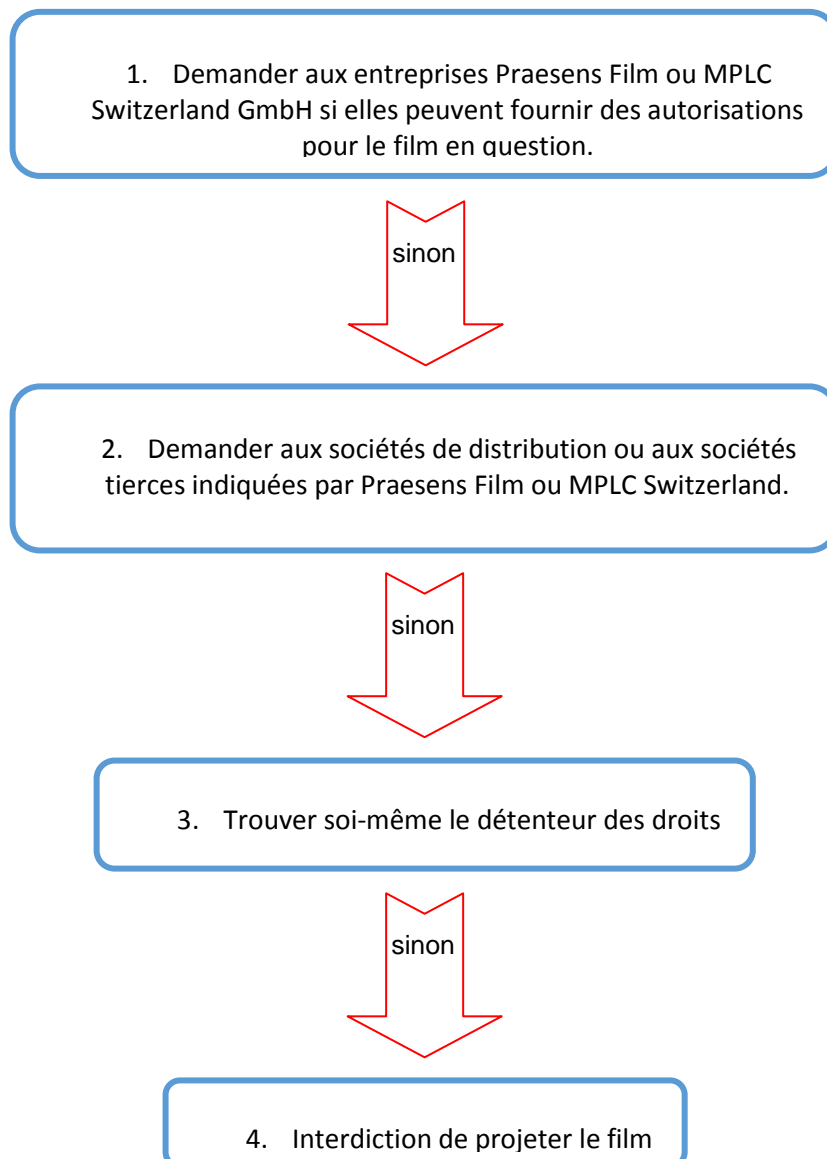 1. Demander aux entreprises Praesens Film ou MPLC
Switzerland GmbH si elles peuvent fournir des autorisations
pour le film en question.
sinon
2. Demander aux sociétés de distribution ou aux sociétés
tierces indiquées par Praesens Film ou MPLC Switzerland.
sinon
3. Trouver soi-même le détenteur des droits
sinon
4. Interdiction de projeter le film